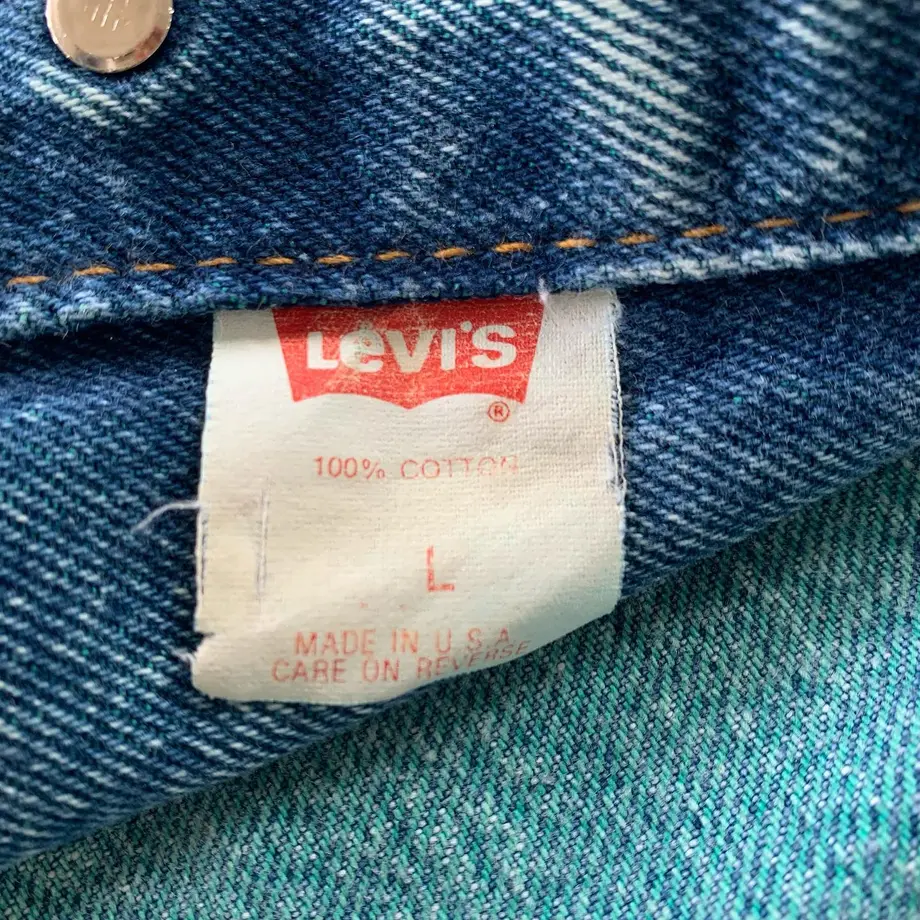 LEVI'S
®
100% COTTON
L
MADE IN U.S.A.
CARE ON REVERSE